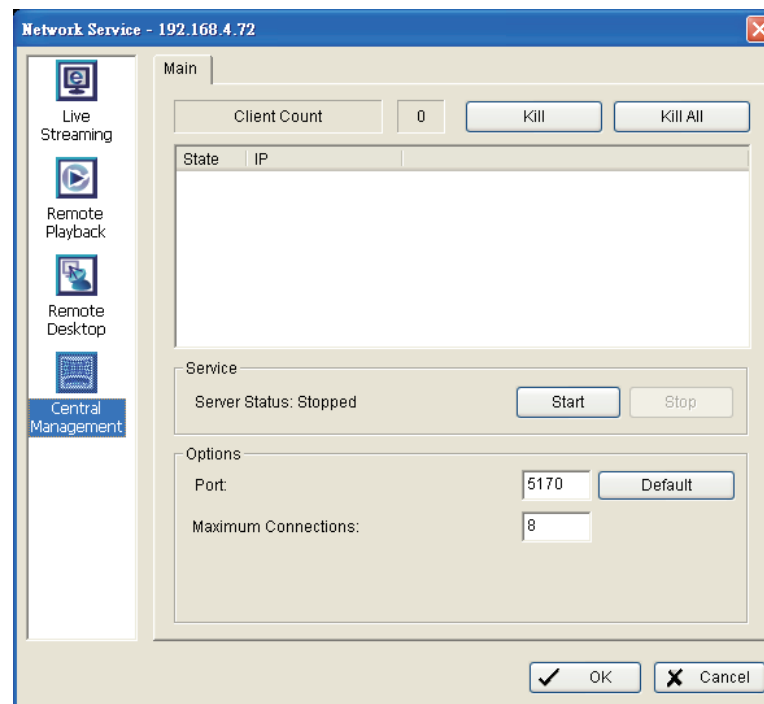 Network Service - 192.168.4.72
Live
Streaming
Remote
Playback
Remote
Desktop
Central
Management
Main
Client Count
0
Kill
Kill All
State
IP
Service
Server Status: Stopped
Start
Stop
Options
Port:
5170
Default
Maximum Connections:
8
OK
Cancel